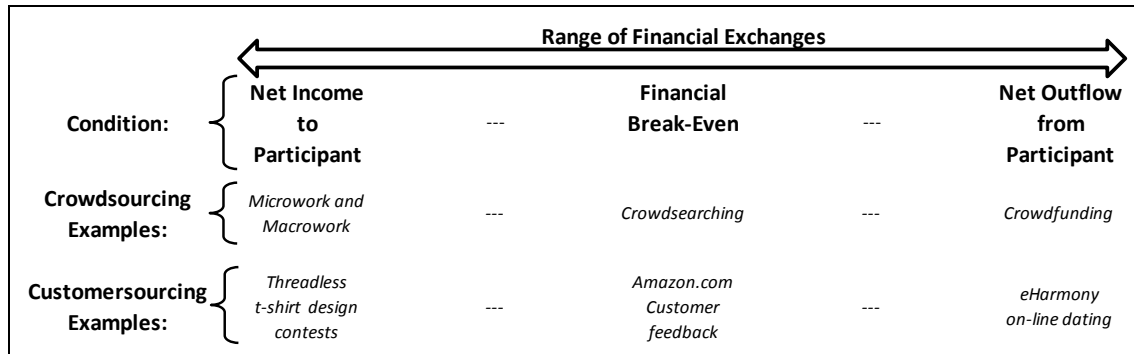 Range of Financial Exchanges
Condition:
Net Income
to
Participant
---
Financial
Break-Even
---
Net Outflow
from
Participant
Crowdsourcing
Examples:
Microwork and
Macrowork
---
Crowdsearching
---
Crowdfunding
Customersourcing
Examples:
Threadless
t-shirt design
contests
---
Amazon.com
Customer
feedback
---
eHarmony
on-line dating